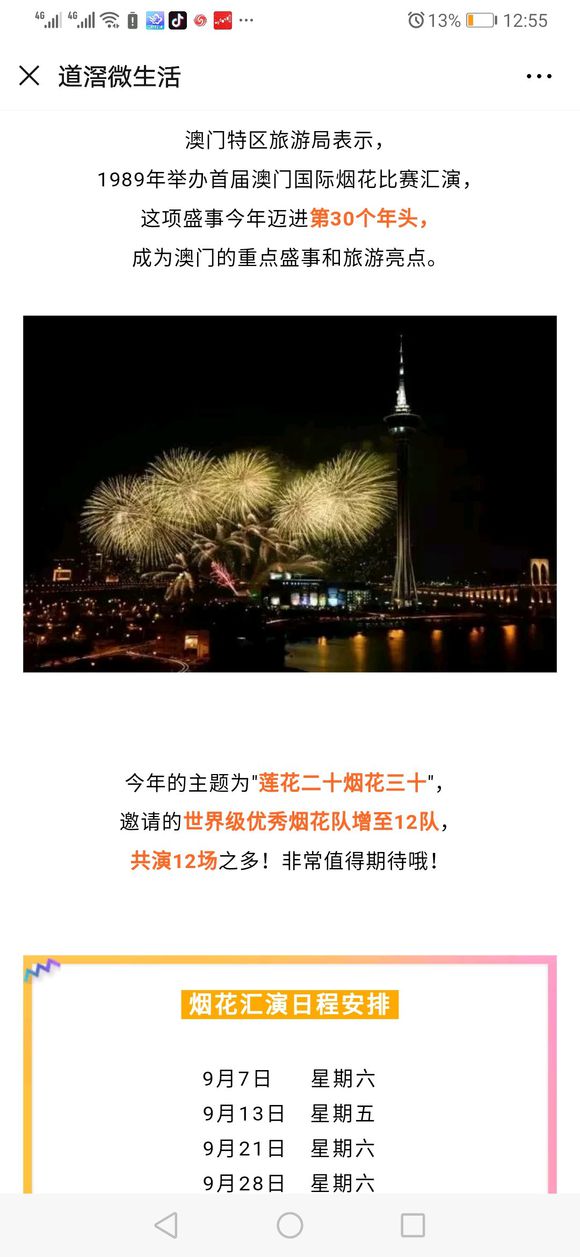 4G 4G 13% 12:55
道滘微生活
澳门特区旅游局表示，
1989年举办首届澳门国际烟花比赛汇演，
这项盛事今年迈进第30个年头，
成为澳门的重点盛事和旅游亮点。
今年的主题为"莲花二十烟花三十"，
邀请的世界级优秀烟花队增至12队，
共演12场之多！非常值得期待哦！
烟花汇演日程安排
9月7日 星期六
9月13日 星期五
9月21日 星期六
9月28日 星期六